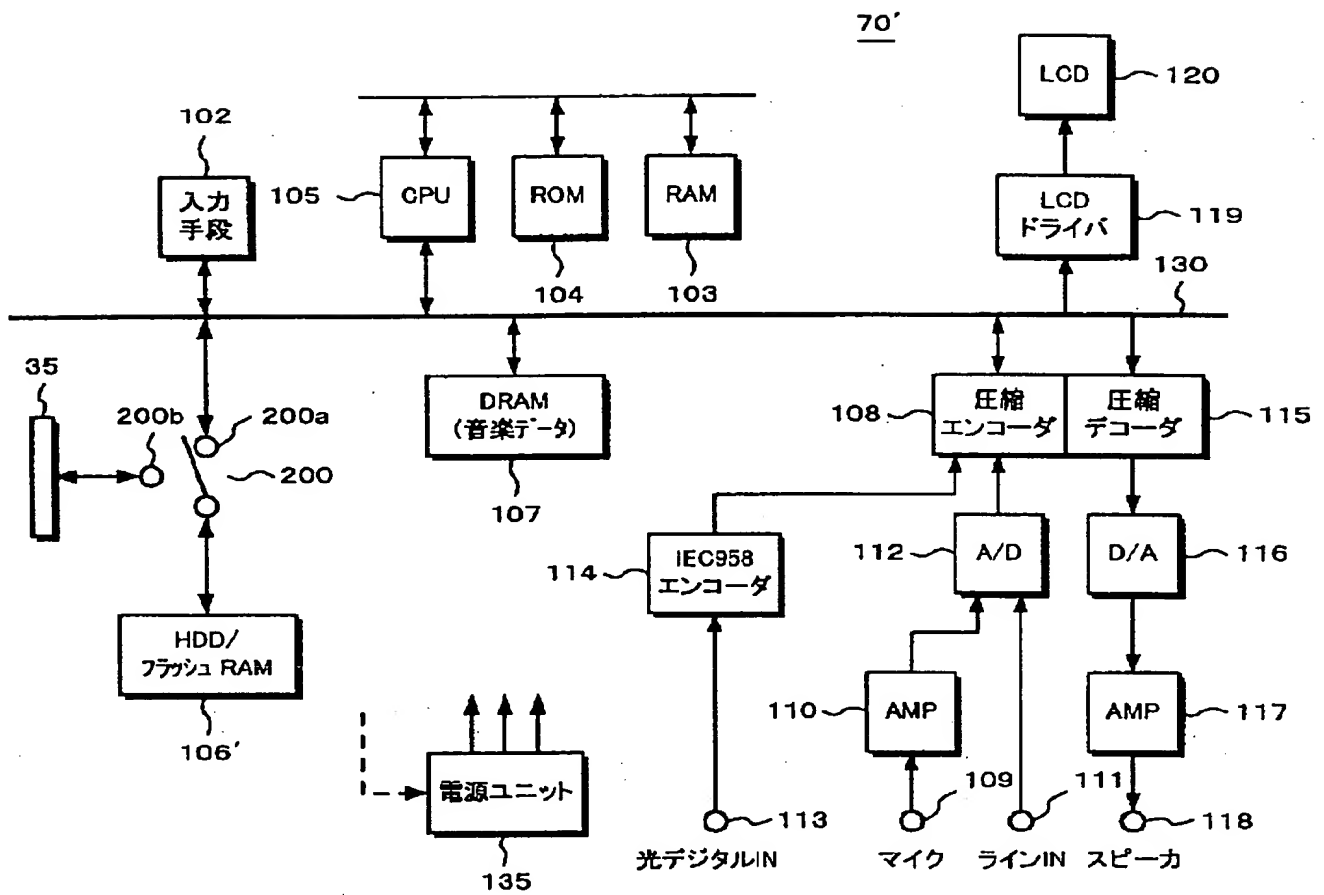 70′
LCD
120
102
105
CPU
ROM
RAM
入力
手段
LCD
ドライバ
119
104
103
130
35
200b
200a
200
DRAM
(音楽データ)
107
108
圧縮
エンコーダ
圧縮
デコーダ
115
114
IEC958
エンコーダ
112
A/D
D/A
116
HDD/
フラッシュ RAM
106′
110
AMP
AMP
117
電源ユニット
135
113
109
111
118
光デジタルIN
マイク
ラインIN
スピーカ